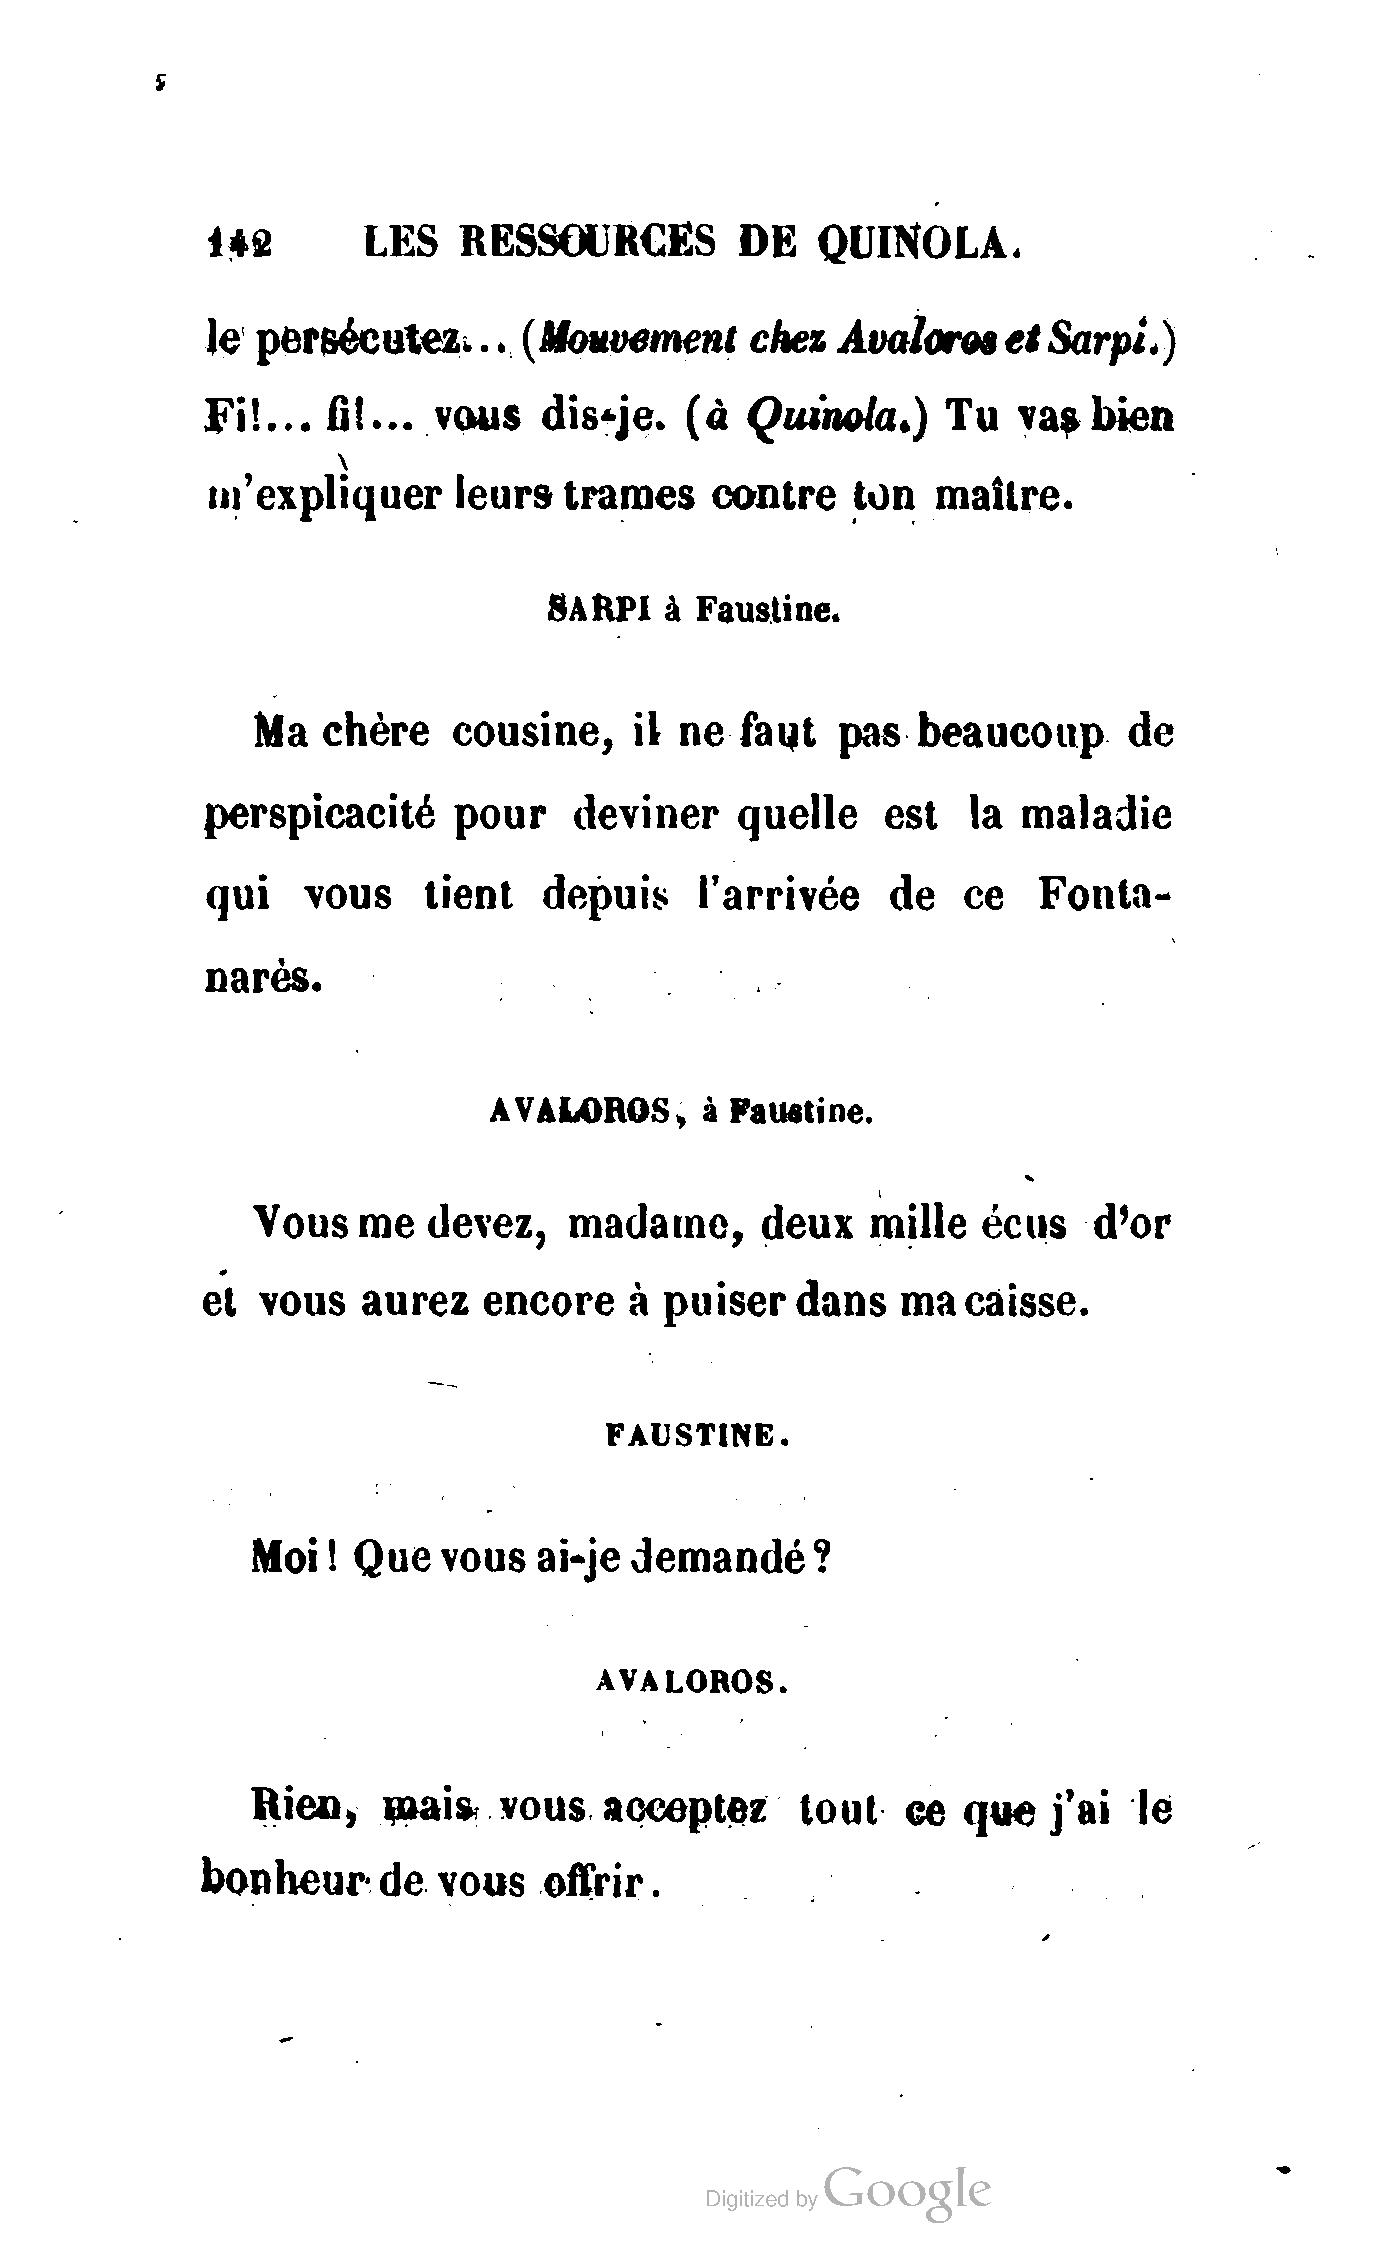 142 LES RESSOURCES DE QUINOLA.
le persécutez... (Mouvement chez Avaloros et Sarpi.)
Fi!... fi!... vous dis-je. (à Quinola.) Tu vas bien
m'expliquer leurs trames contre ton maître.
SARPI à Faustine.
Ma chère cousine, il ne faut pas beaucoup de
perspicacité pour deviner quelle est la maladie
qui vous tient depuis l'arrivée de ce Fonta-
narès.
AVALOROS, à Faustine.
Vous me devez, madame, deux mille écus d'or
et vous aurez encore à puiser dans ma caisse.
FAUSTINE.
Moi! Que vous ai-je demandé?
AVALOROS.
Rien, mais vous acceptez tout ce que j'ai le
bonheur de vous offrir.
Digitized by Google